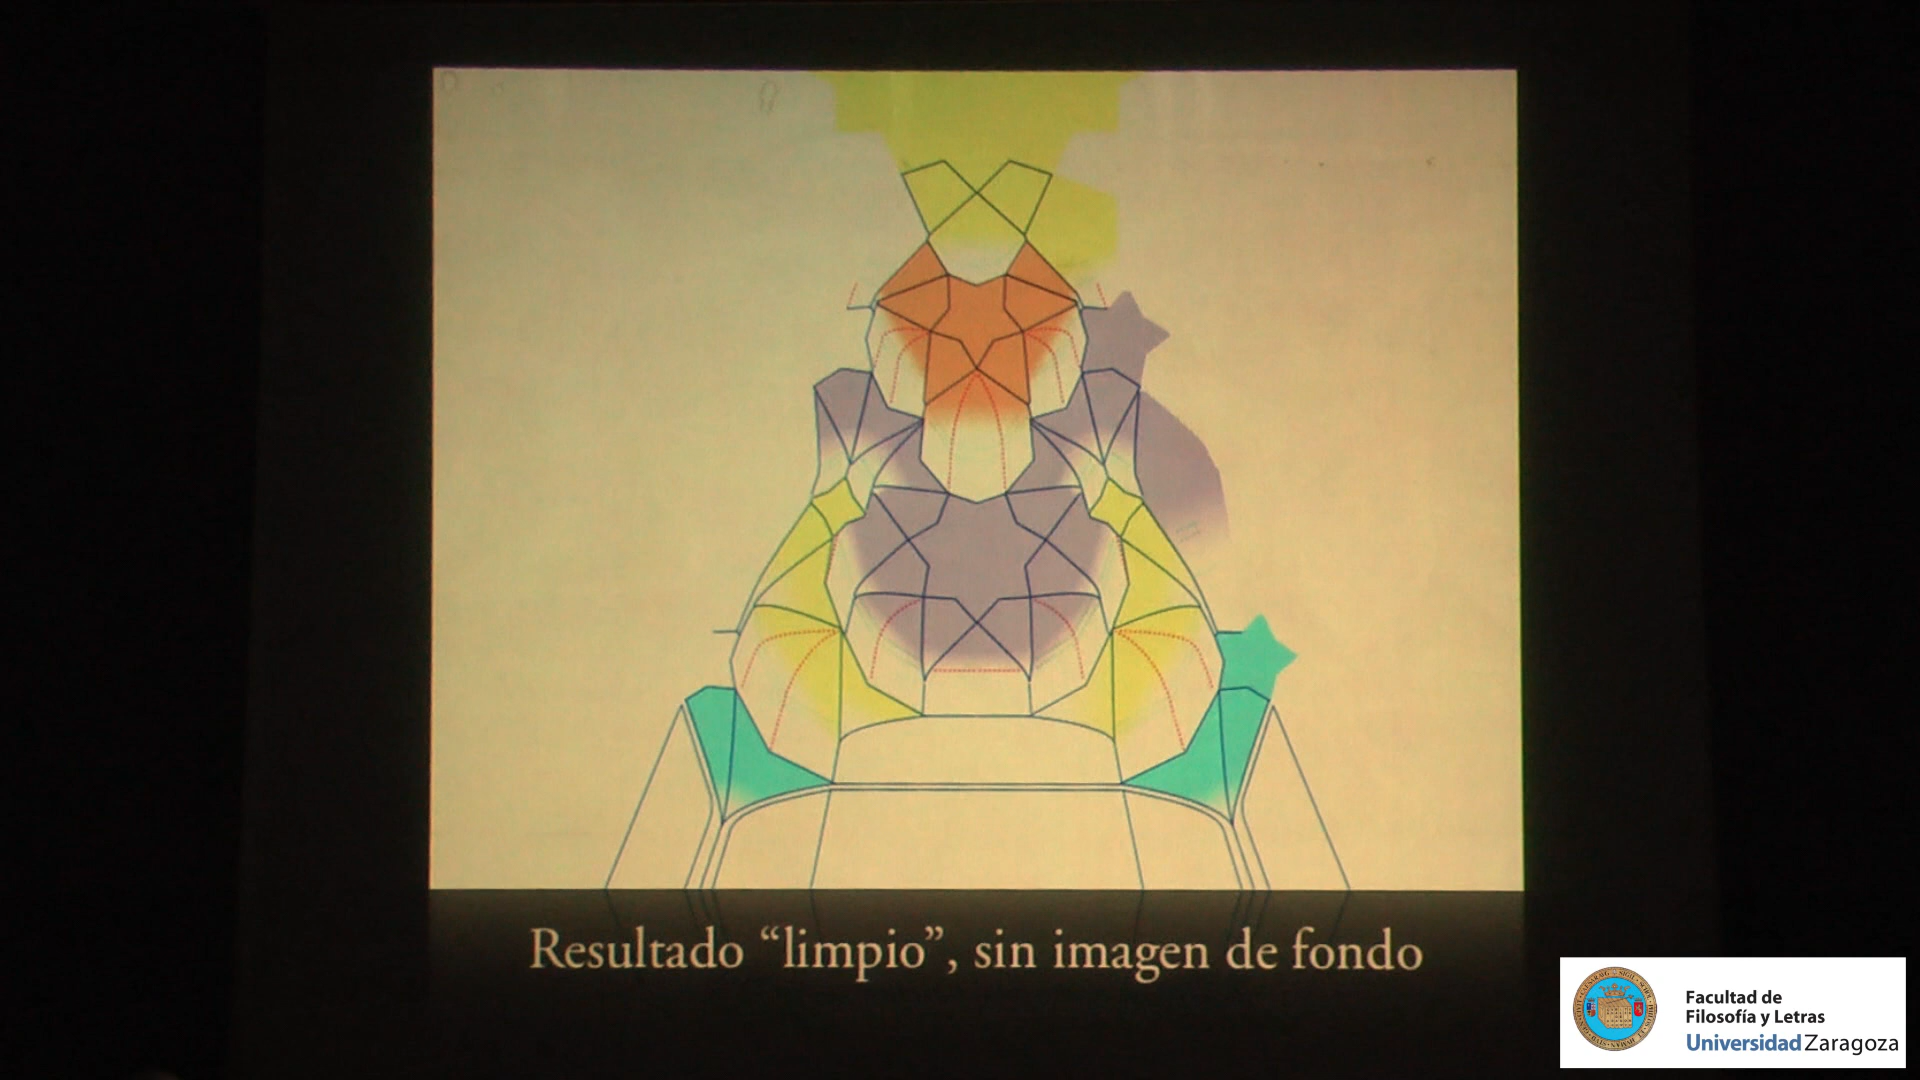 Resultado “limpio”, sin imagen de fondo
Facultad de
Filosofía y Letras
Universidad Zaragoza